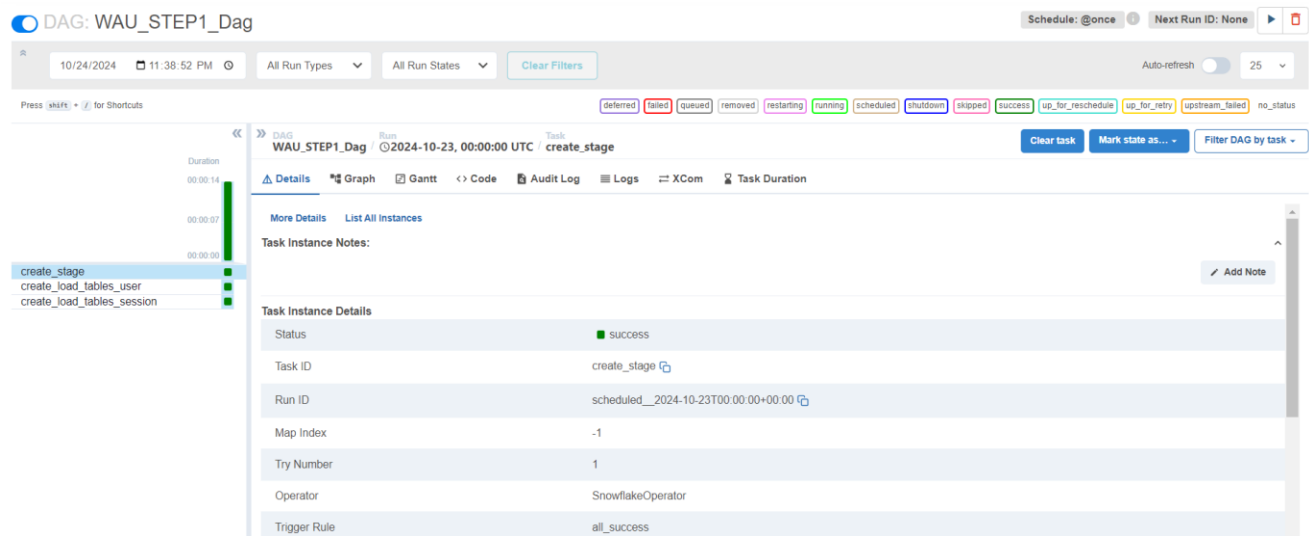 DAG: WAU_STEP1_Dag
Schedule: @once Next Run ID: None
10/24/2024 11:38:52 PM All Run Types All Run States Clear Filters Auto-refresh 25
Press shift + / for Shortcuts deferred failed queued removed restarting running scheduled shutdown skipped success up_for_reschedule up_for_retry upstream_failed no_status
DAG Run Task
WAU_STEP1_Dag / 2024-10-23, 00:00:00 UTC / create_stage
Clear task Mark state as... Filter DAG by task
Duration
00:00:14
00:00:07
00:00:00
create_stage
create_load_tables_user
create_load_tables_session
Details Graph Gantt <> Code Audit Log Logs XCom Task Duration
More Details List All Instances
Task Instance Notes:
Add Note
Task Instance Details
Status success
Task ID create_stage
Run ID scheduled__2024-10-23T00:00:00+00:00
Map Index -1
Try Number 1
Operator SnowflakeOperator
Trigger Rule all_success